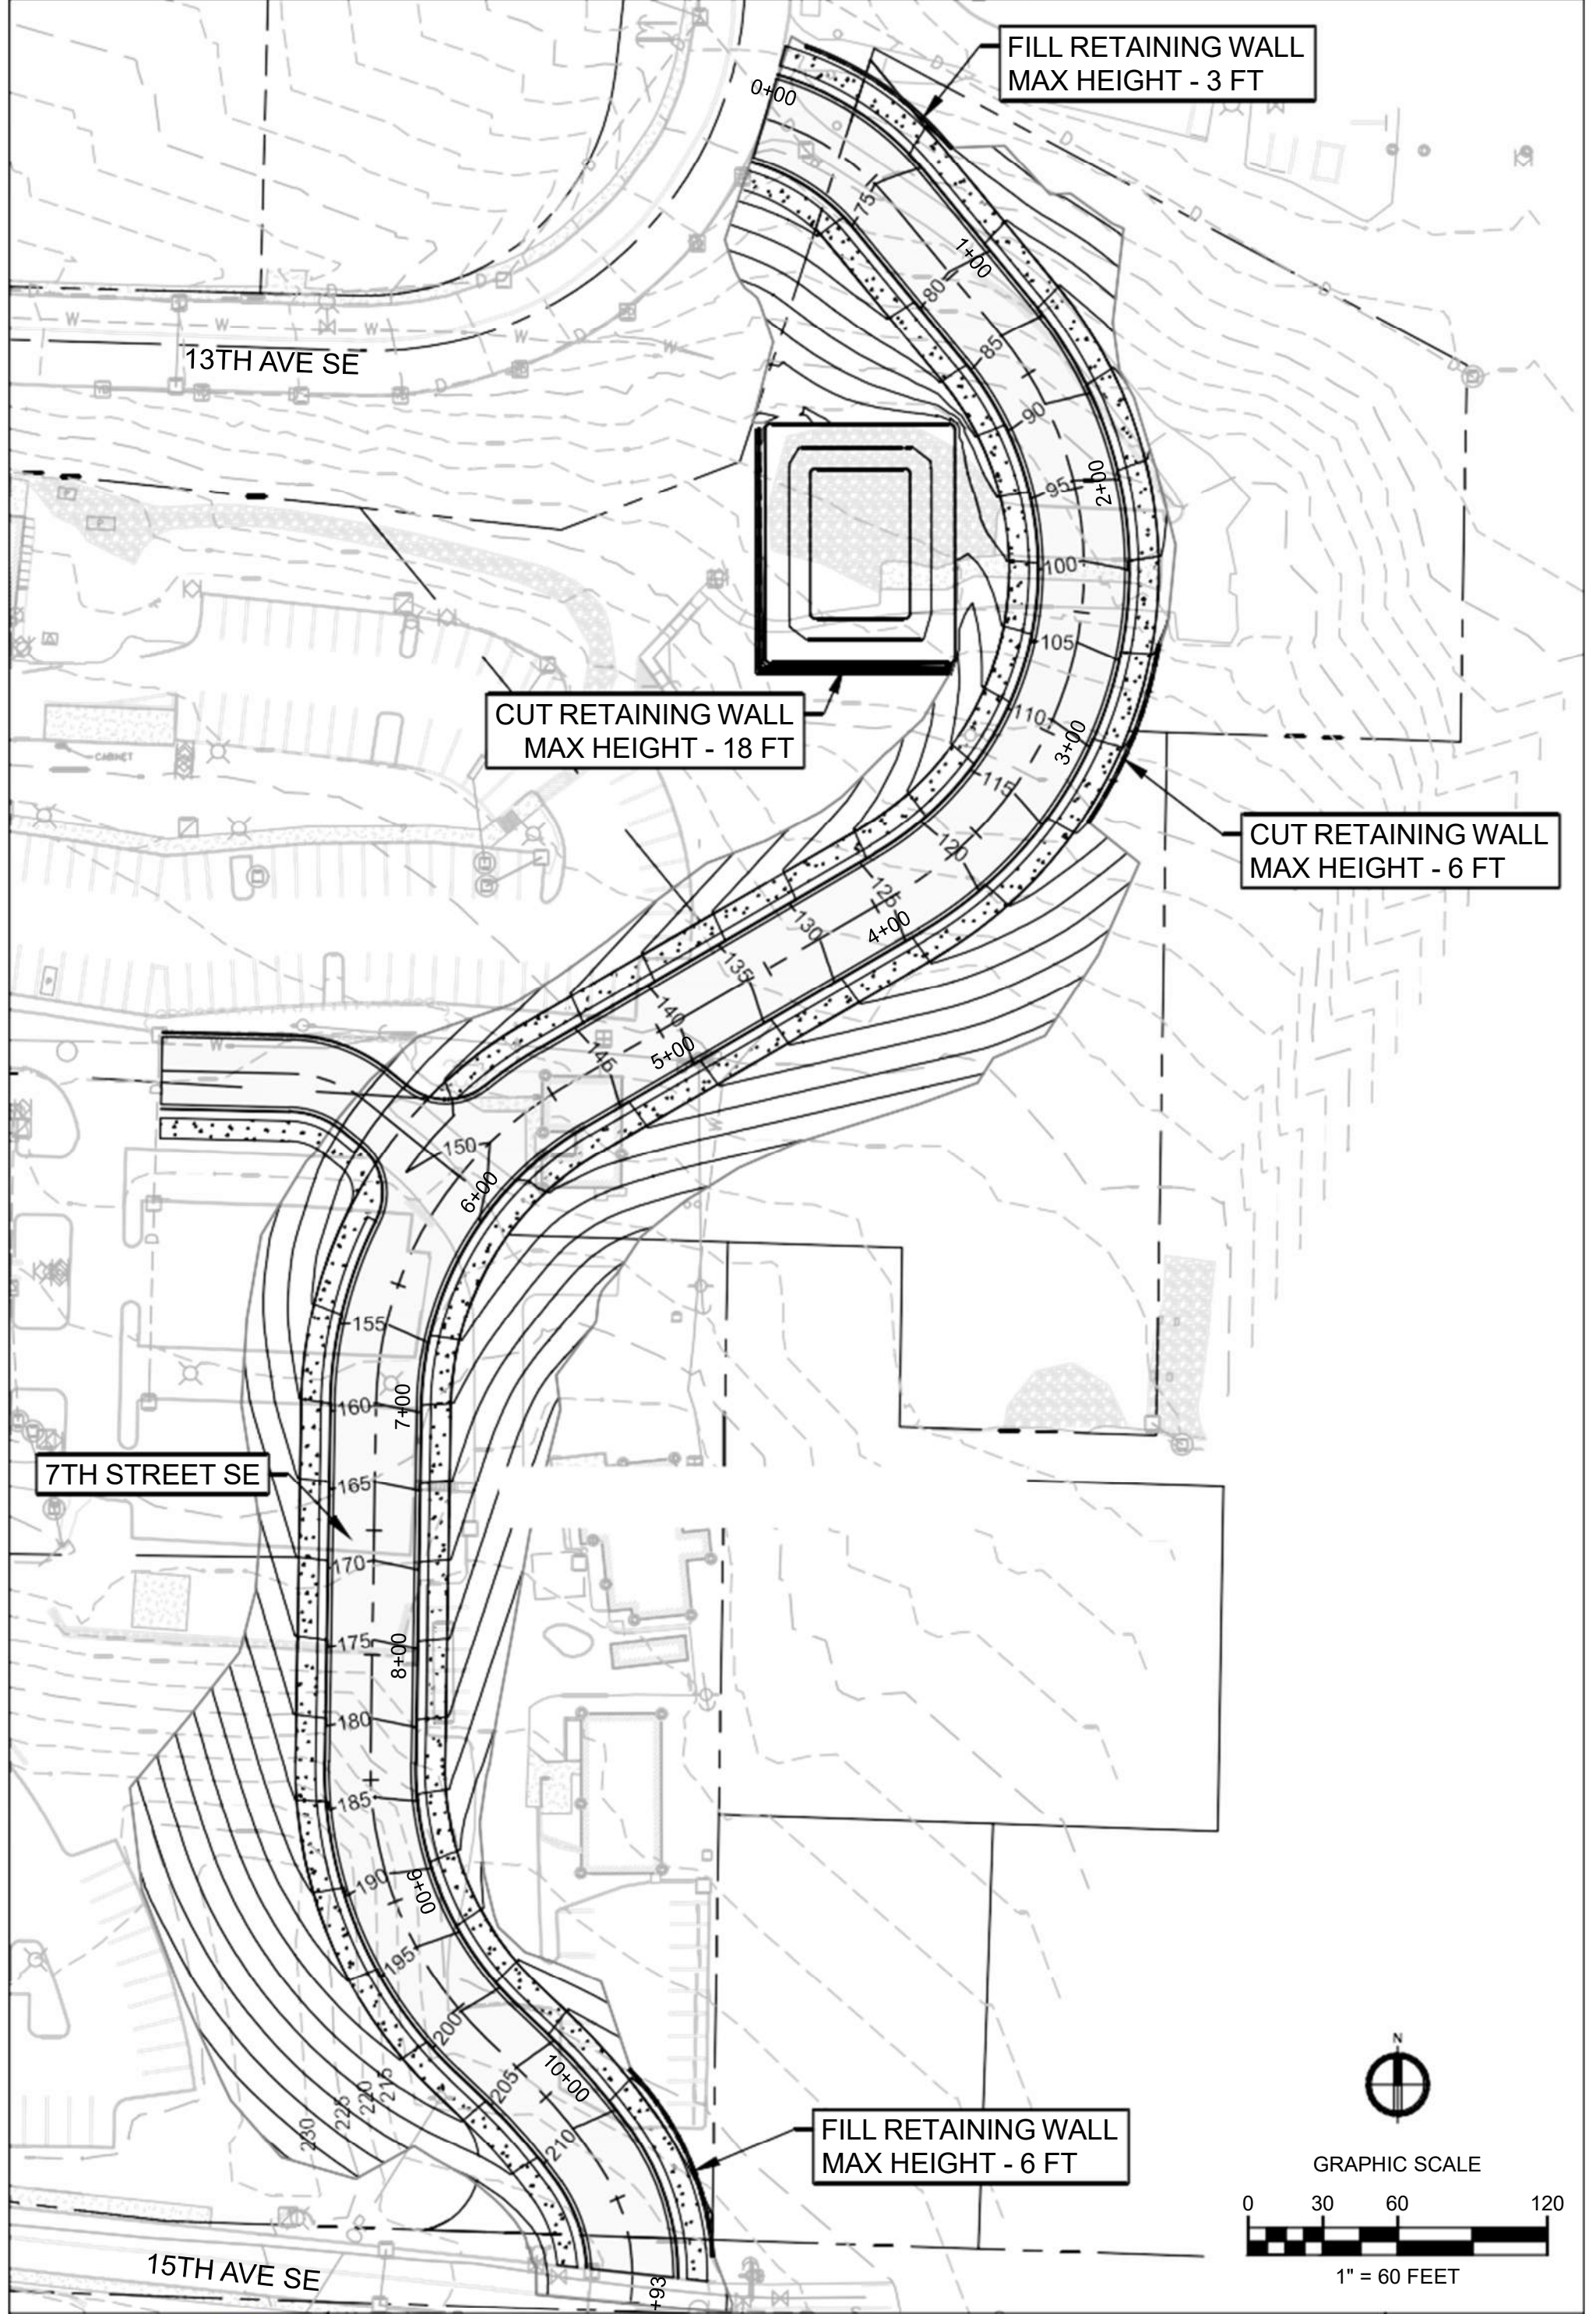 FILL RETAINING WALL
MAX HEIGHT - 3 FT
0+00
75
1+00
80
85
13TH AVE SE
90
95
2+00
100
105
110
CUT RETAINING WALL
MAX HEIGHT - 18 FT
3+00
115
CUT RETAINING WALL
MAX HEIGHT - 6 FT
120
125
130
4+00
135
140
5+00
145
150
6+00
155
160
7+00
7TH STREET SE
165
170
175
8+00
180
185
190
9+00
195
200
205
10+00
215
220
225
230
210
FILL RETAINING WALL
MAX HEIGHT - 6 FT
N
GRAPHIC SCALE
0 30 60 120
1" = 60 FEET
15TH AVE SE
+93